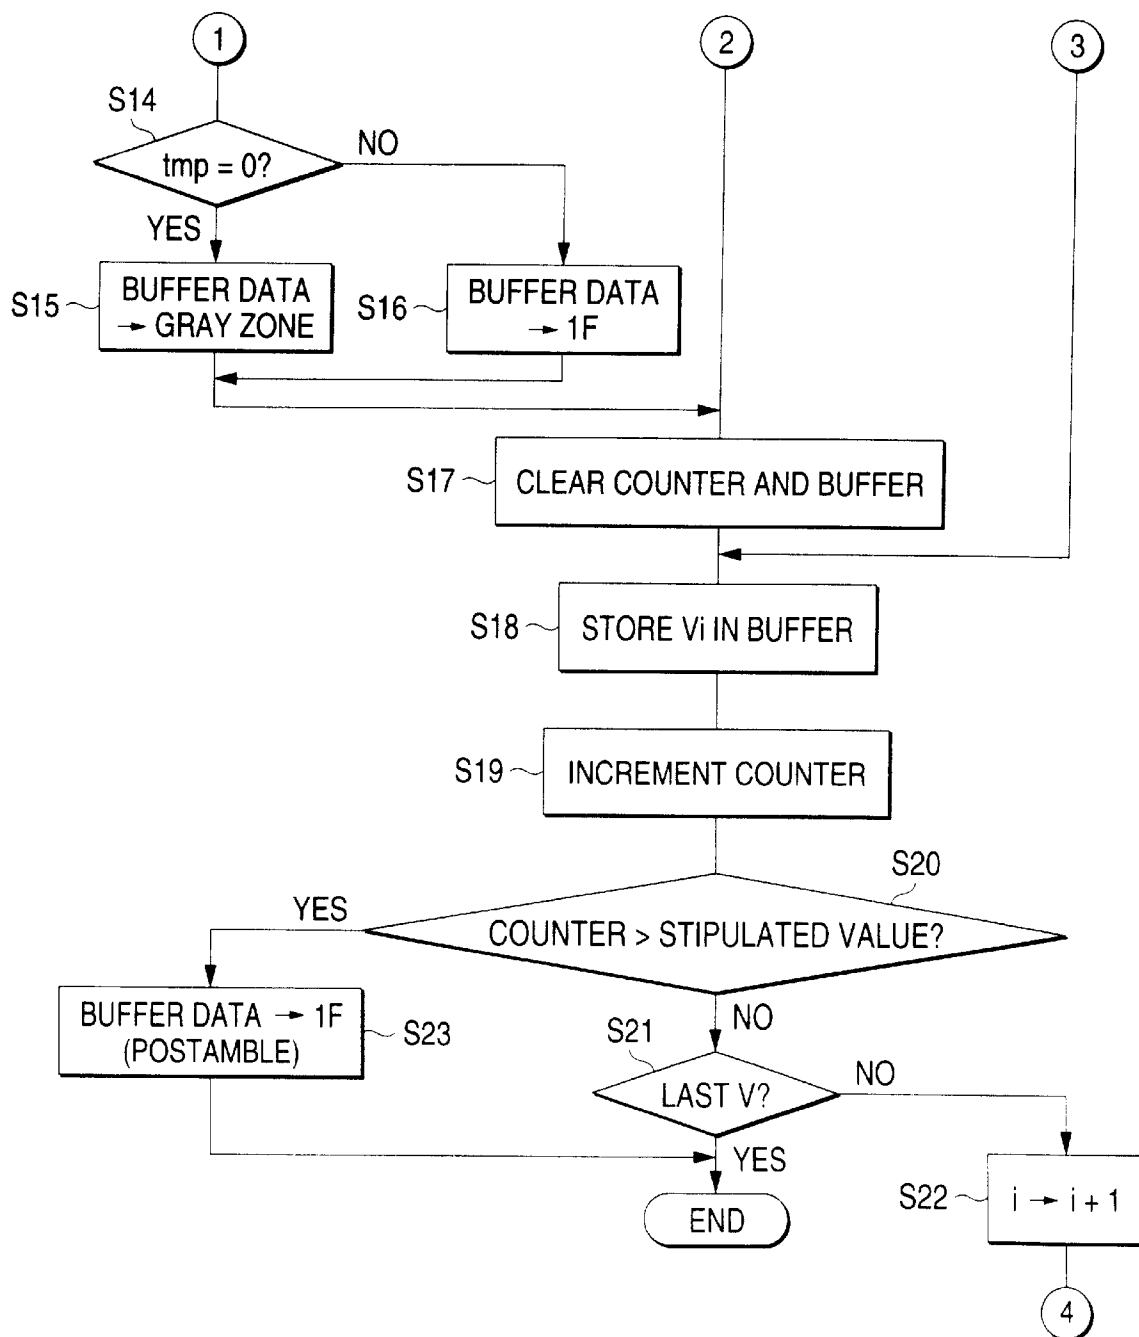 1
2
3
S14
tmp = 0?
NO
YES
S15
BUFFER DATA
→ GRAY ZONE
S16
BUFFER DATA
→ 1F
S17
CLEAR COUNTER AND BUFFER
S18
STORE Vi IN BUFFER
S19
INCREMENT COUNTER
S20
YES
COUNTER > STIPULATED VALUE?
BUFFER DATA → 1F
(POSTAMBLE)
S23
NO
S21
LAST V?
NO
YES
S22
i → i + 1
END
4